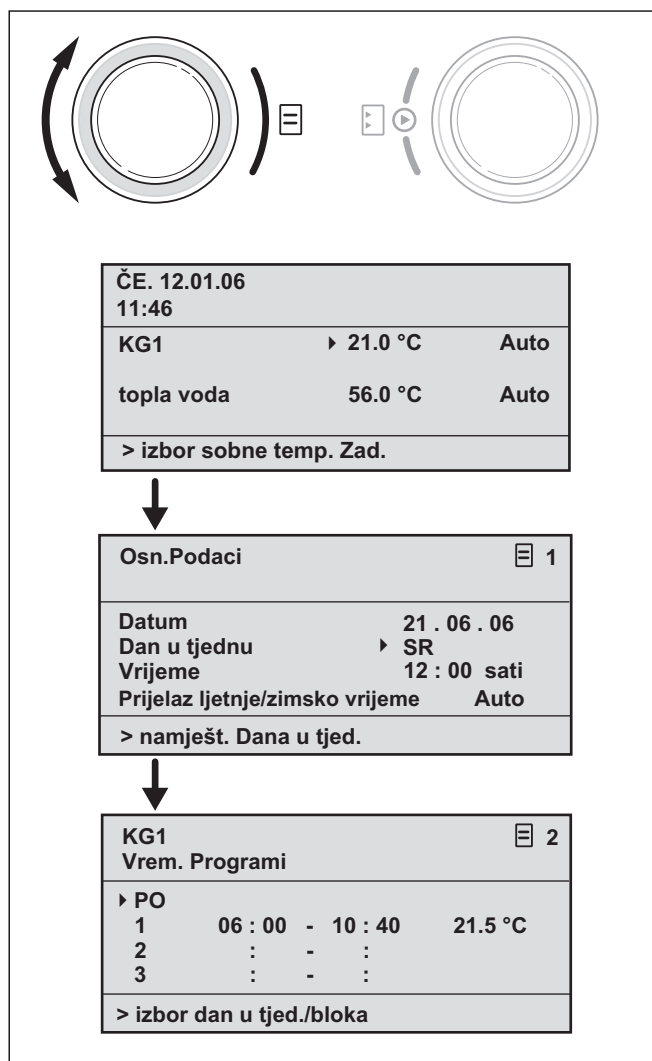 ČE. 12.01.06
11:46
KG1 21.0 °C Auto
topla voda 56.0 °C Auto
> izbor sobne temp. Zad.
Osn.Podaci 1
Datum 21 . 06 . 06
Dan u tjednu SR
Vrijeme 12 : 00 sati
Prijelaz ljetnje/zimsko vrijeme Auto
> namješt. Dana u tjed.
KG1 2
Vrem. Programi
PO
1 06 : 00 - 10 : 40 21.5 °C
2 : - :
3 : - :
> izbor dan u tjed./bloka